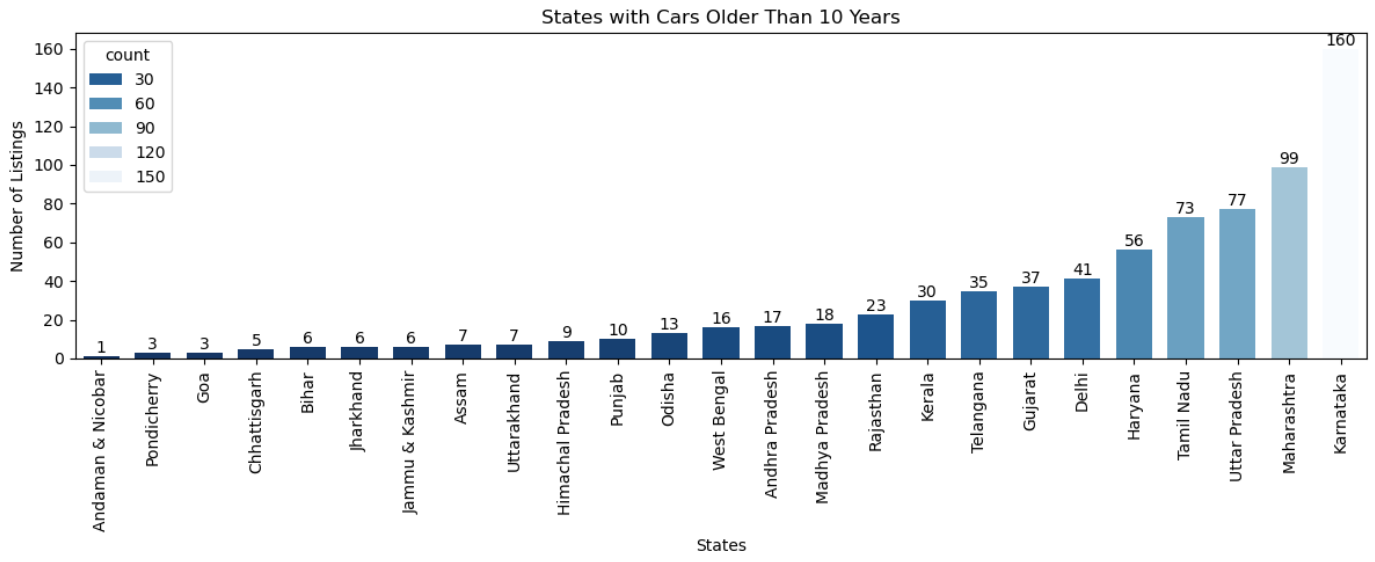 States with Cars Older Than 10 Years
Number of Listings
160
140
120
100
80
60
40
20
0
count
30
60
90
120
150
1
3
3
5
6
6
6
7
7
9
10
13
16
17
18
23
30
35
37
41
56
73
77
99
160
Andaman & Nicobar
Pondicherry
Goa
Chhattisgarh
Bihar
Jharkhand
Jammu & Kashmir
Assam
Uttarakhand
Himachal Pradesh
Punjab
Odisha
West Bengal
Andhra Pradesh
Madhya Pradesh
Rajasthan
Kerala
Telangana
Gujarat
Delhi
Haryana
Tamil Nadu
Uttar Pradesh
Maharashtra
Karnataka
States